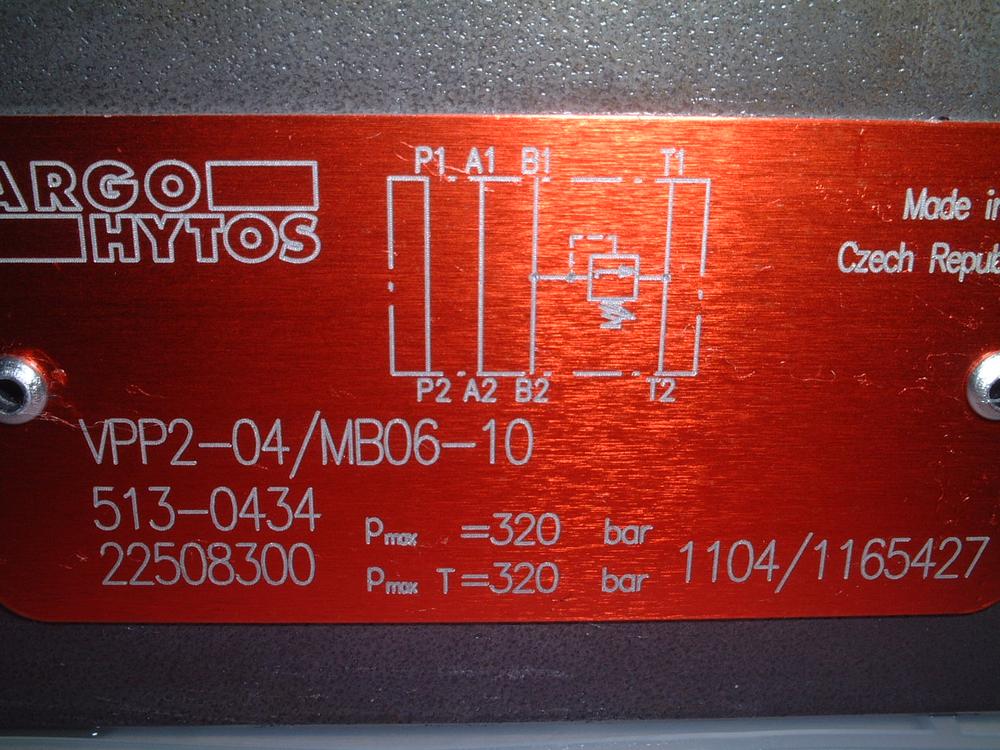 ARGO
HYTOS
P1 A1 B1 T1
P2 A2 B2 T2
Made in
Czech Repub
VPP2-04/MB06-10
513-0434
22508300
pmax =320 bar
pmax T=320 bar
1104/1165427